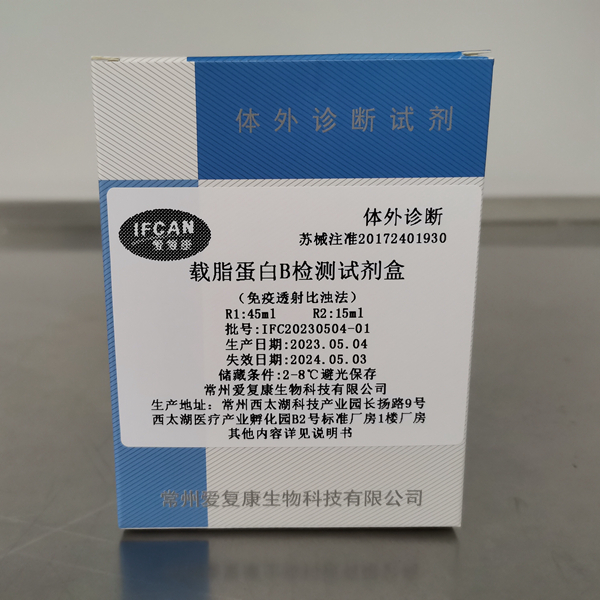 体外诊断试剂
IFCAN
体外诊断
苏械注准20172401930
载脂蛋白B检测试剂盒
（免疫透射比浊法）
R1:45ml R2:15ml
批号:IFC20230504-01
生产日期:2023.05.04
失效日期:2024.05.03
储藏条件:2-8℃避光保存
常州爱复康生物科技有限公司
生产地址：常州西太湖科技产业园长扬路9号
西太湖医疗产业孵化园B2号标准厂房1楼厂房
其他内容详见说明书
常州爱复康生物科技有限公司